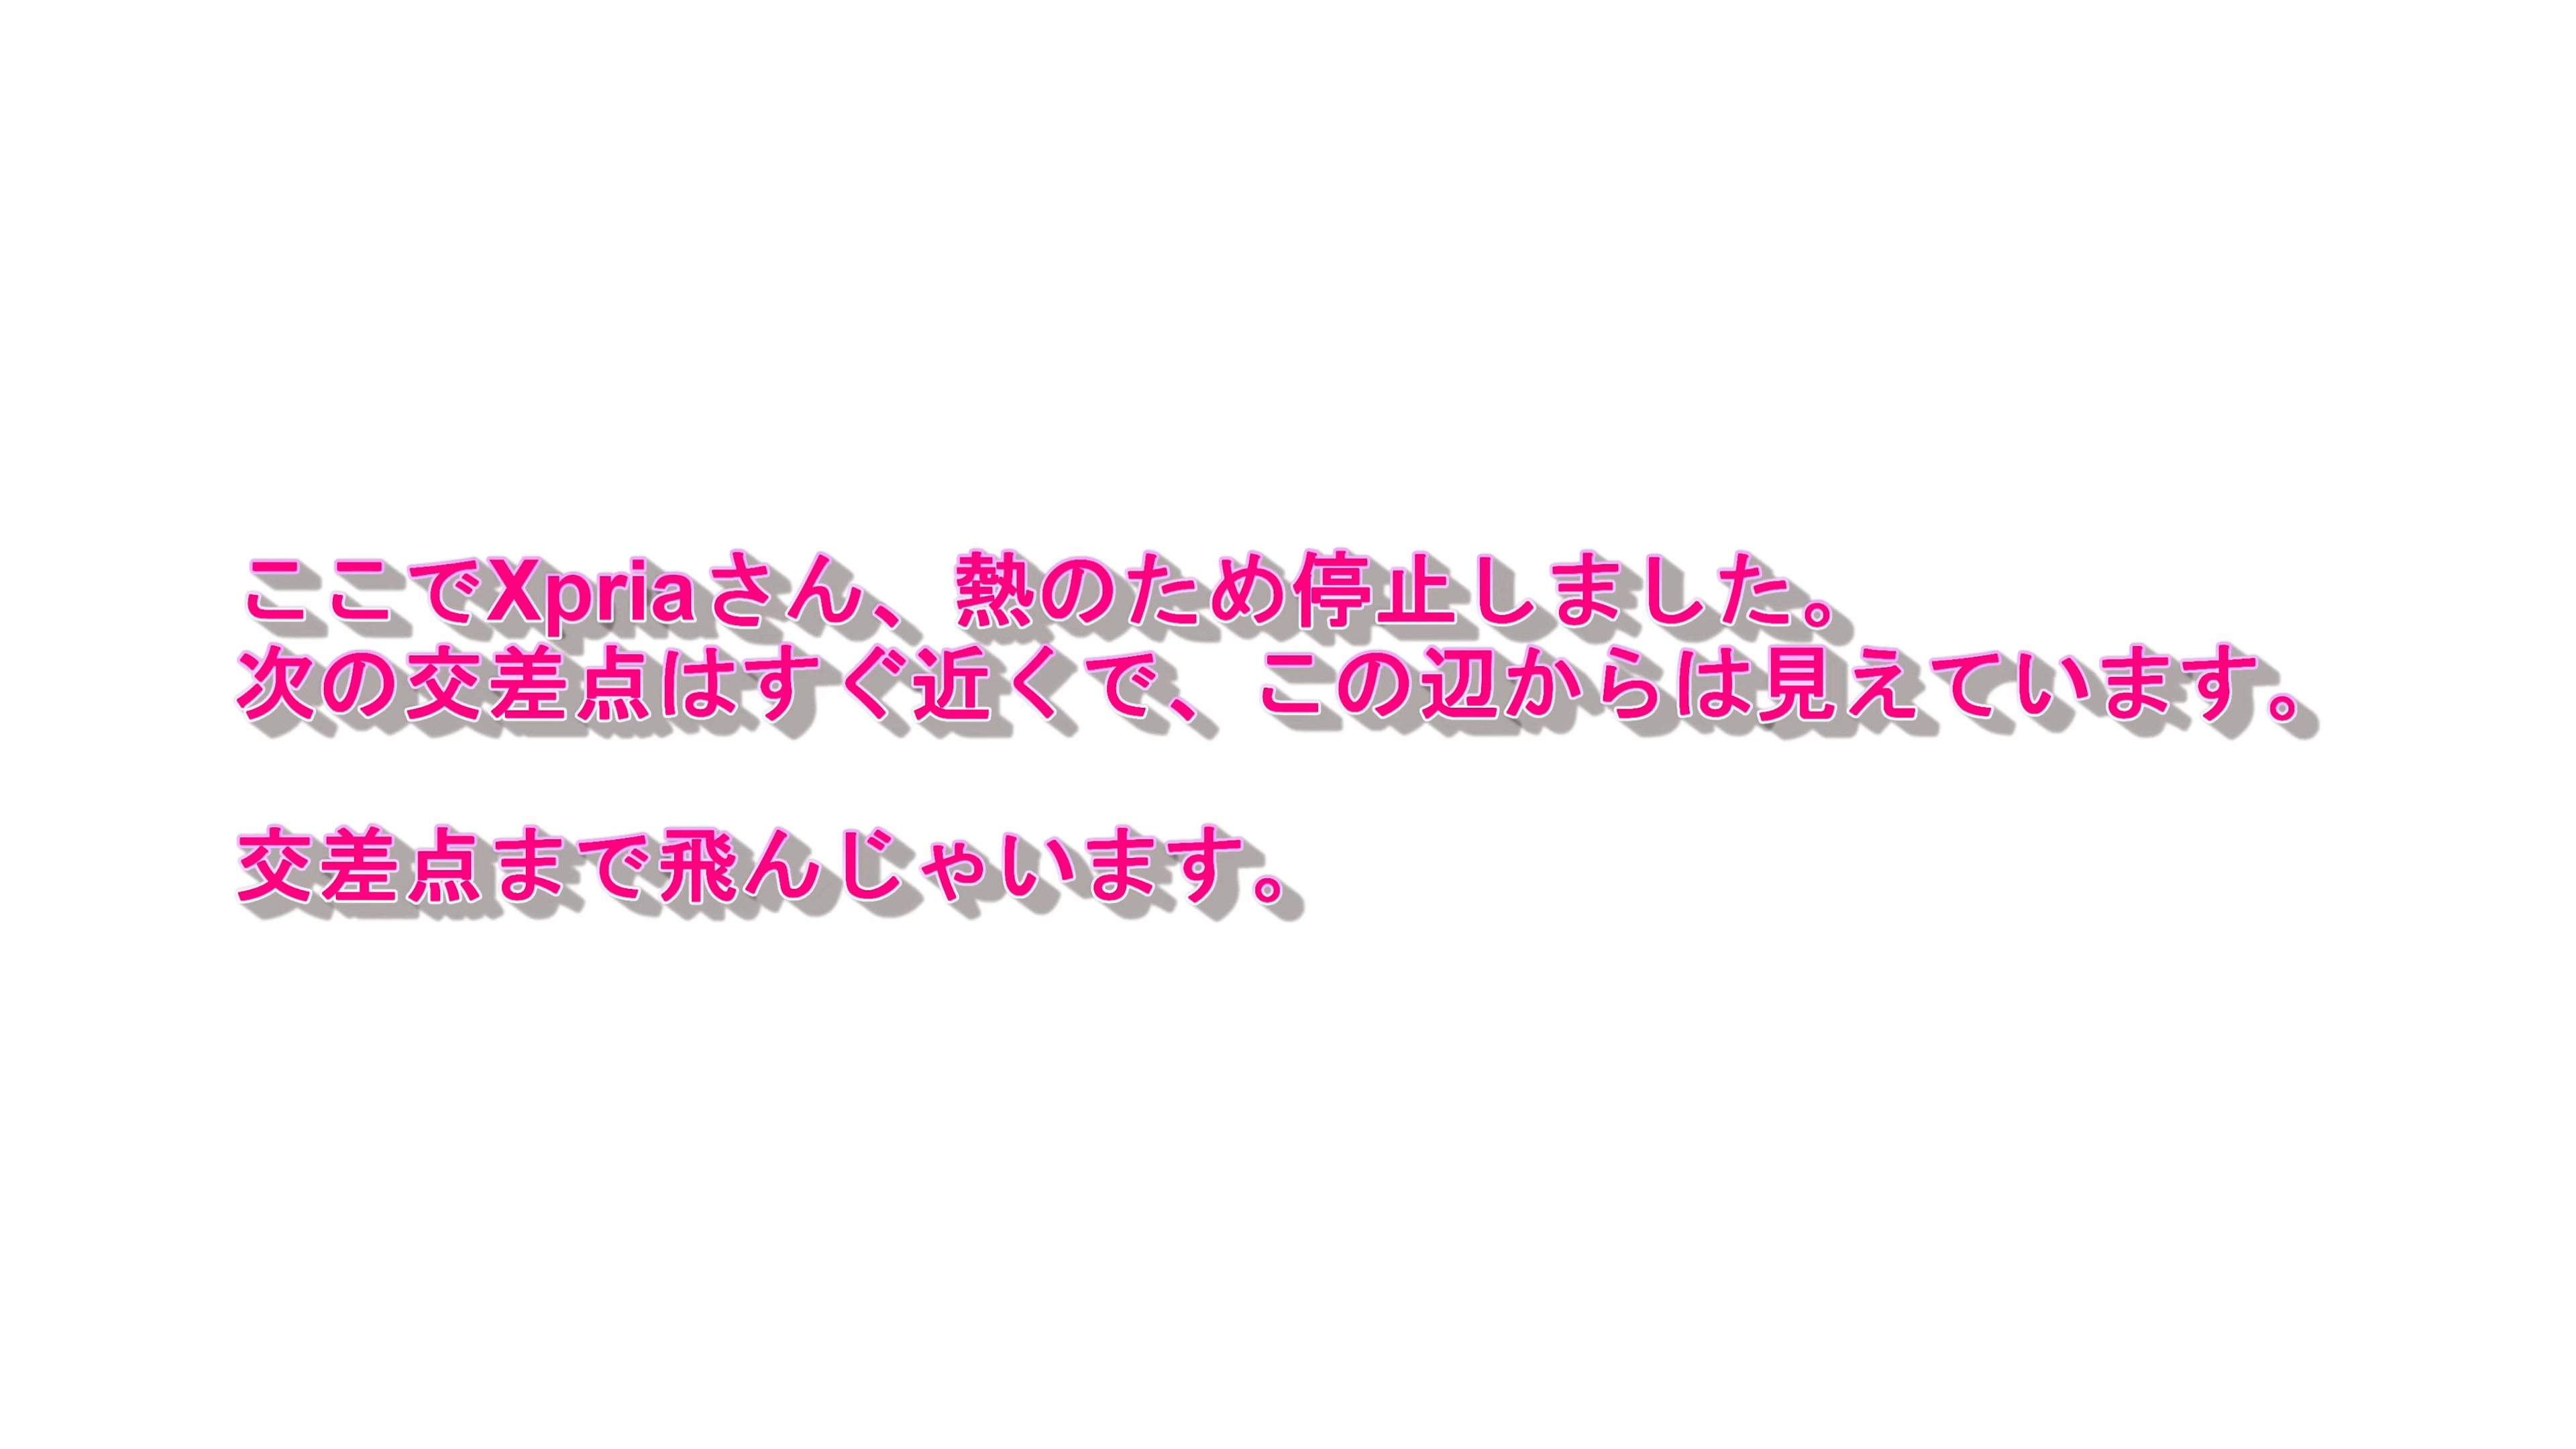 ここでXpriaさん、熱のため停止しました。
次の交差点はすぐ近くで、この辺からは見えています。
交差点まで飛んじゃいます。